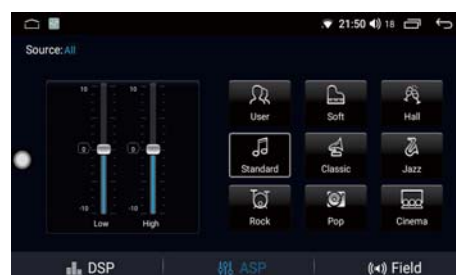 21:50 18
Source: All
10 10
User Soft Hall
0 0
Standard Classic Jazz
-10 -10
Low High
Rock Pop Cinema
DSP ASP Field